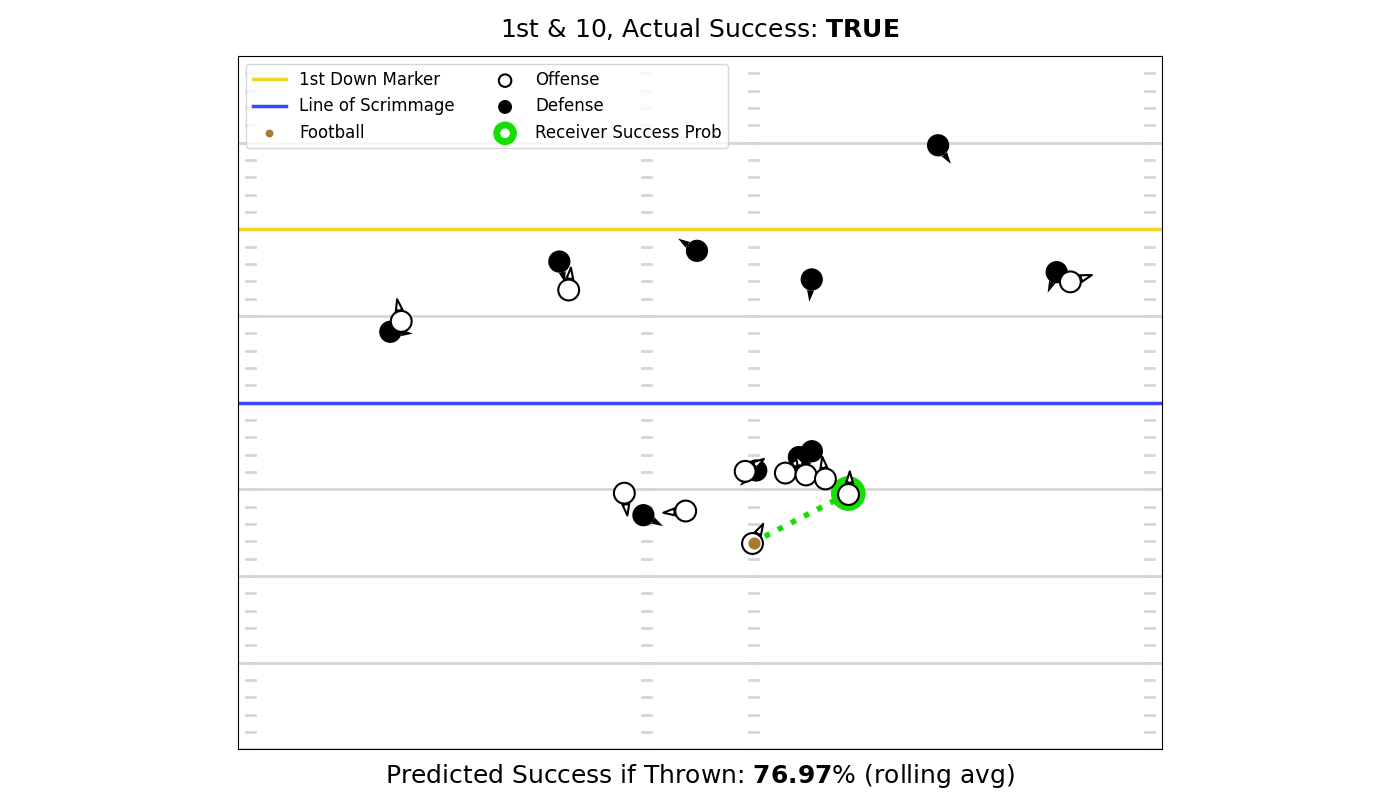 1st & 10, Actual Success: TRUE
1st Down Marker
Line of Scrimmage
Football
Offense
Defense
Receiver Success Prob
Predicted Success if Thrown: 76.97% (rolling avg)